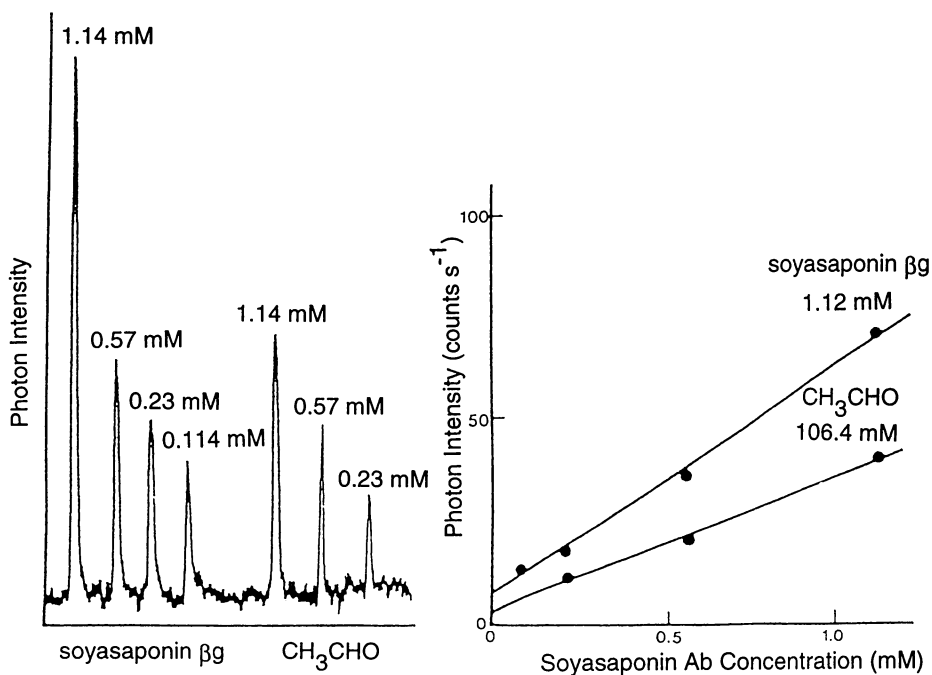 1.14 mM
0.57 mM
0.23 mM
0.114 mM
1.14 mM
0.57 mM
0.23 mM
Photon Intensity
soyasaponin βg
CH3CHO
100
50
0
Photon Intensity (counts s-1)
soyasaponin βg
1.12 mM
CH3CHO
106.4 mM
0
0.5
1.0
Soyasaponin Ab Concentration (mM)